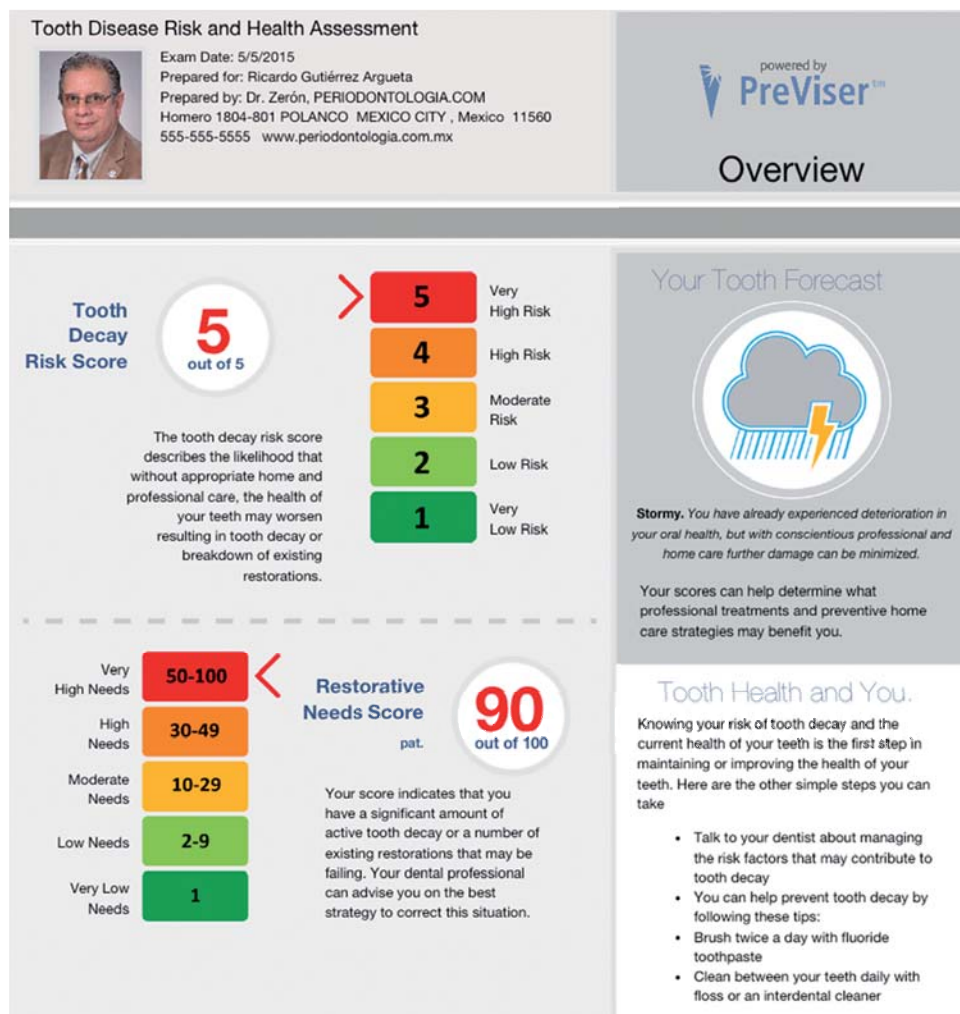 Tooth Disease Risk and Health Assessment
Exam Date: 5/5/2015
Prepared for: Ricardo Gutiérrez Argueta
Prepared by: Dr. Zerón, PERIODONTOLOGIA.COM
Homero 1804-801 POLANCO MEXICO CITY , Mexico 11560
555-555-5555 www.periodontologia.com.mx
powered by
PreViser™
Overview
Tooth
Decay
Risk Score
5
out of 5
5
Very
High Risk
4
High Risk
3
Moderate
Risk
2
Low Risk
1
Very
Low Risk
The tooth decay risk score
describes the likelihood that
without appropriate home and
professional care, the health of
your teeth may worsen
resulting in tooth decay or
breakdown of existing
restorations.
Very
High Needs
50-100
High
Needs
30-49
Moderate
Needs
10-29
Low Needs
2-9
Very Low
Needs
1
Restorative
Needs Score
pat.
90
out of 100
Your score indicates that you
have a significant amount of
active tooth decay or a number of
existing restorations that may be
failing. Your dental professional
can advise you on the best
strategy to correct this situation.
Your Tooth Forecast
Stormy. You have already experienced deterioration in
your oral health, but with conscientious professional and
home care further damage can be minimized.
Your scores can help determine what
professional treatments and preventive home
care strategies may benefit you.
Tooth Health and You.
Knowing your risk of tooth decay and the
current health of your teeth is the first step in
maintaining or improving the health of your
teeth. Here are the other simple steps you can
take
• Talk to your dentist about managing
the risk factors that may contribute to
tooth decay
• You can help prevent tooth decay by
following these tips:
• Brush twice a day with fluoride
toothpaste
• Clean between your teeth daily with
floss or an interdental cleaner